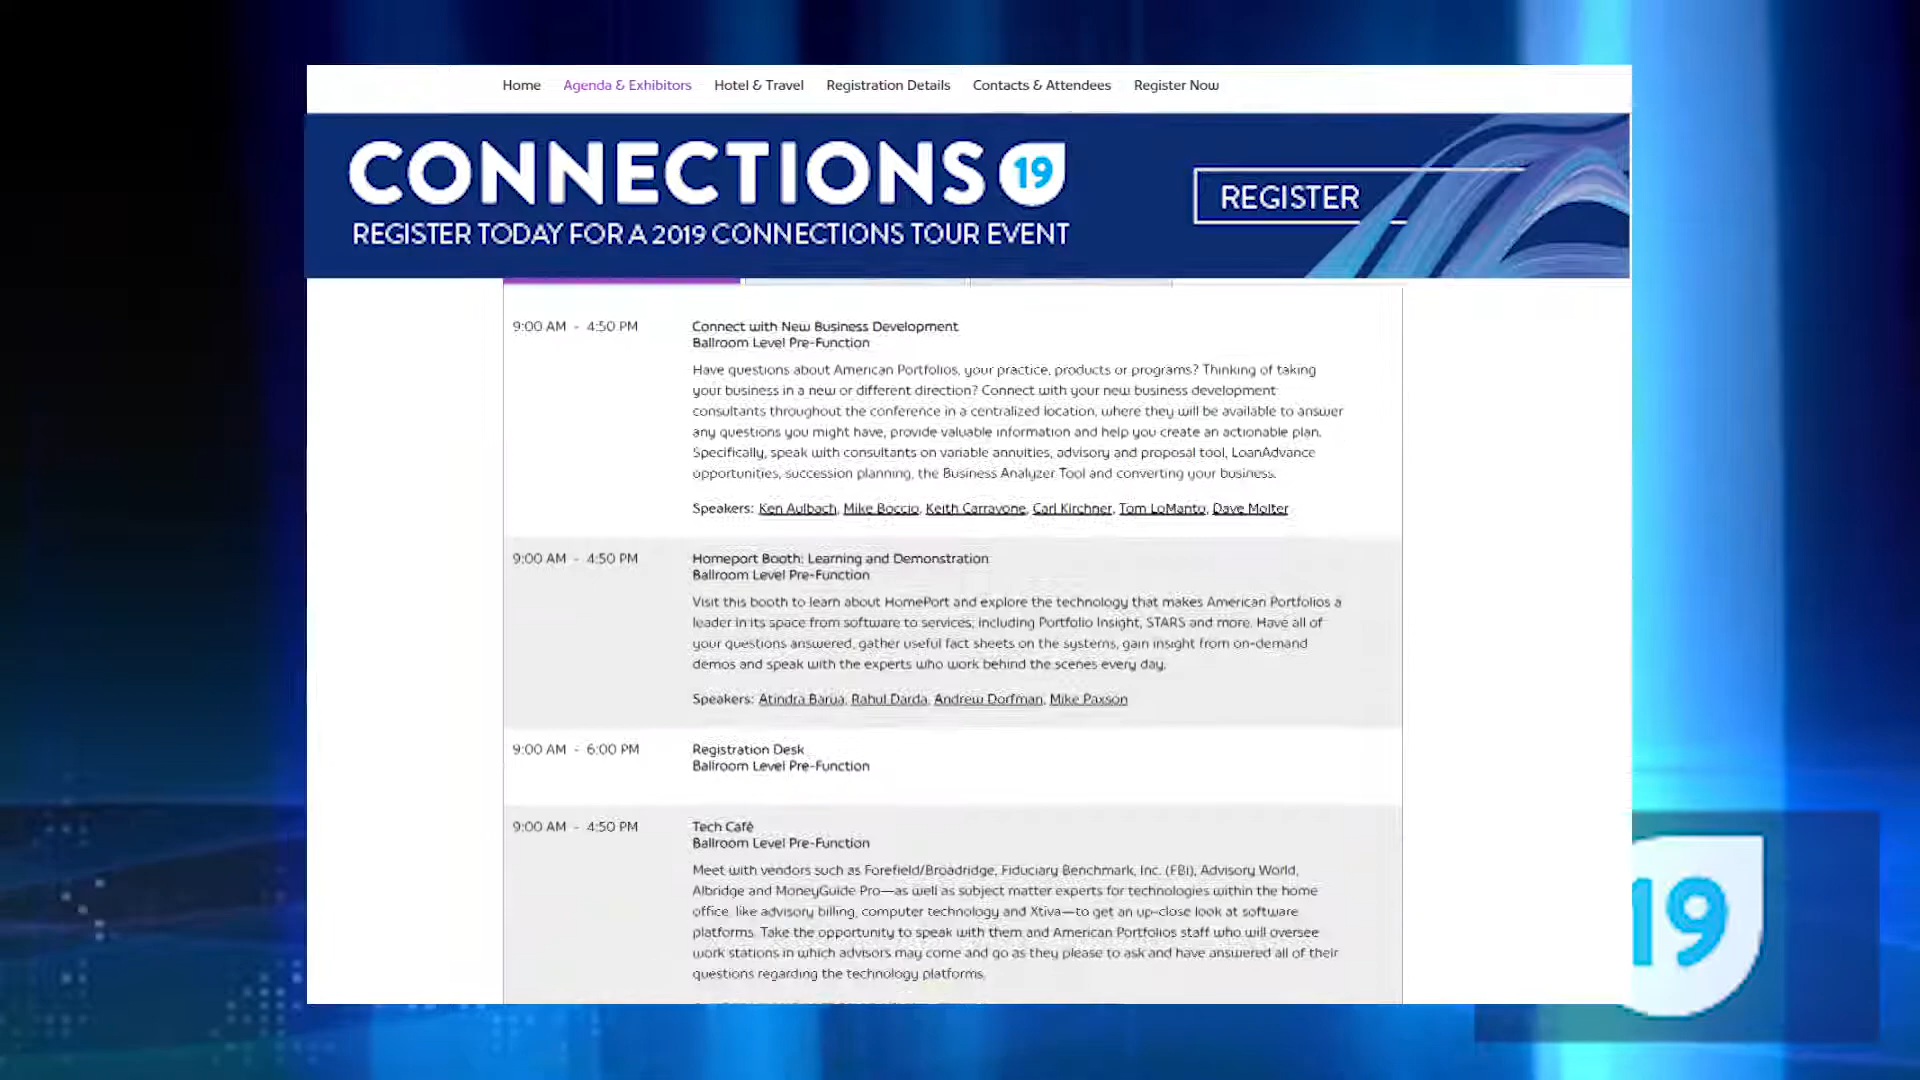 Home Agenda & Exhibitors Hotel & Travel Registration Details Contacts & Attendees Register Now
CONNECTIONS 19
REGISTER TODAY FOR A 2019 CONNECTIONS TOUR EVENT
REGISTER
9:00 AM - 4:50 PM Connect with New Business Development
Ballroom Level Pre-Function
Have questions about American Portfolios, your practice, products or programs? Thinking of taking
your business in a new or different direction? Connect with your new business development
consultants throughout the conference in a centralized location, where they will be available to answer
any questions you might have, provide valuable information and help you create an actionable plan.
Specifically, speak with consultants on variable annuities, advisory and proposal tool, LoanAdvance
opportunities, succession planning, the Business Analyzer Tool and converting your business.
Speakers: Ken Aulbach, Mike Boccio, Keith Carravone, Carl Kirchner, Tom LoManto, Dave Molter
9:00 AM - 4:50 PM Homeport Booth: Learning and Demonstration
Ballroom Level Pre-Function
Visit this booth to learn about HomePort and explore the technology that makes American Portfolios a
leader in its space from software to services; including Portfolio Insight, STARS and more. Have all of
your questions answered, gather useful fact sheets on the systems, gain insight from on-demand
demos and speak with the experts who work behind the scenes every day.
Speakers: Atindra Barua, Rahul Darda, Andrew Dorfman, Mike Paxson
9:00 AM - 6:00 PM Registration Desk
Ballroom Level Pre-Function
9:00 AM - 4:50 PM Tech Café
Ballroom Level Pre-Function
Meet with vendors such as Forefield/Broadridge, Fiduciary Benchmark, Inc. (FBI), Advisory World,
Albridge and MoneyGuide Pro—as well as subject matter experts for technologies within the home
office, like advisory billing, computer technology and Xtiva—to get an up-close look at software
platforms. Take the opportunity to speak with them and American Portfolios staff who will oversee
work stations in which advisors may come and go as they please to ask and have answered all of their
questions regarding the technology platforms.
19